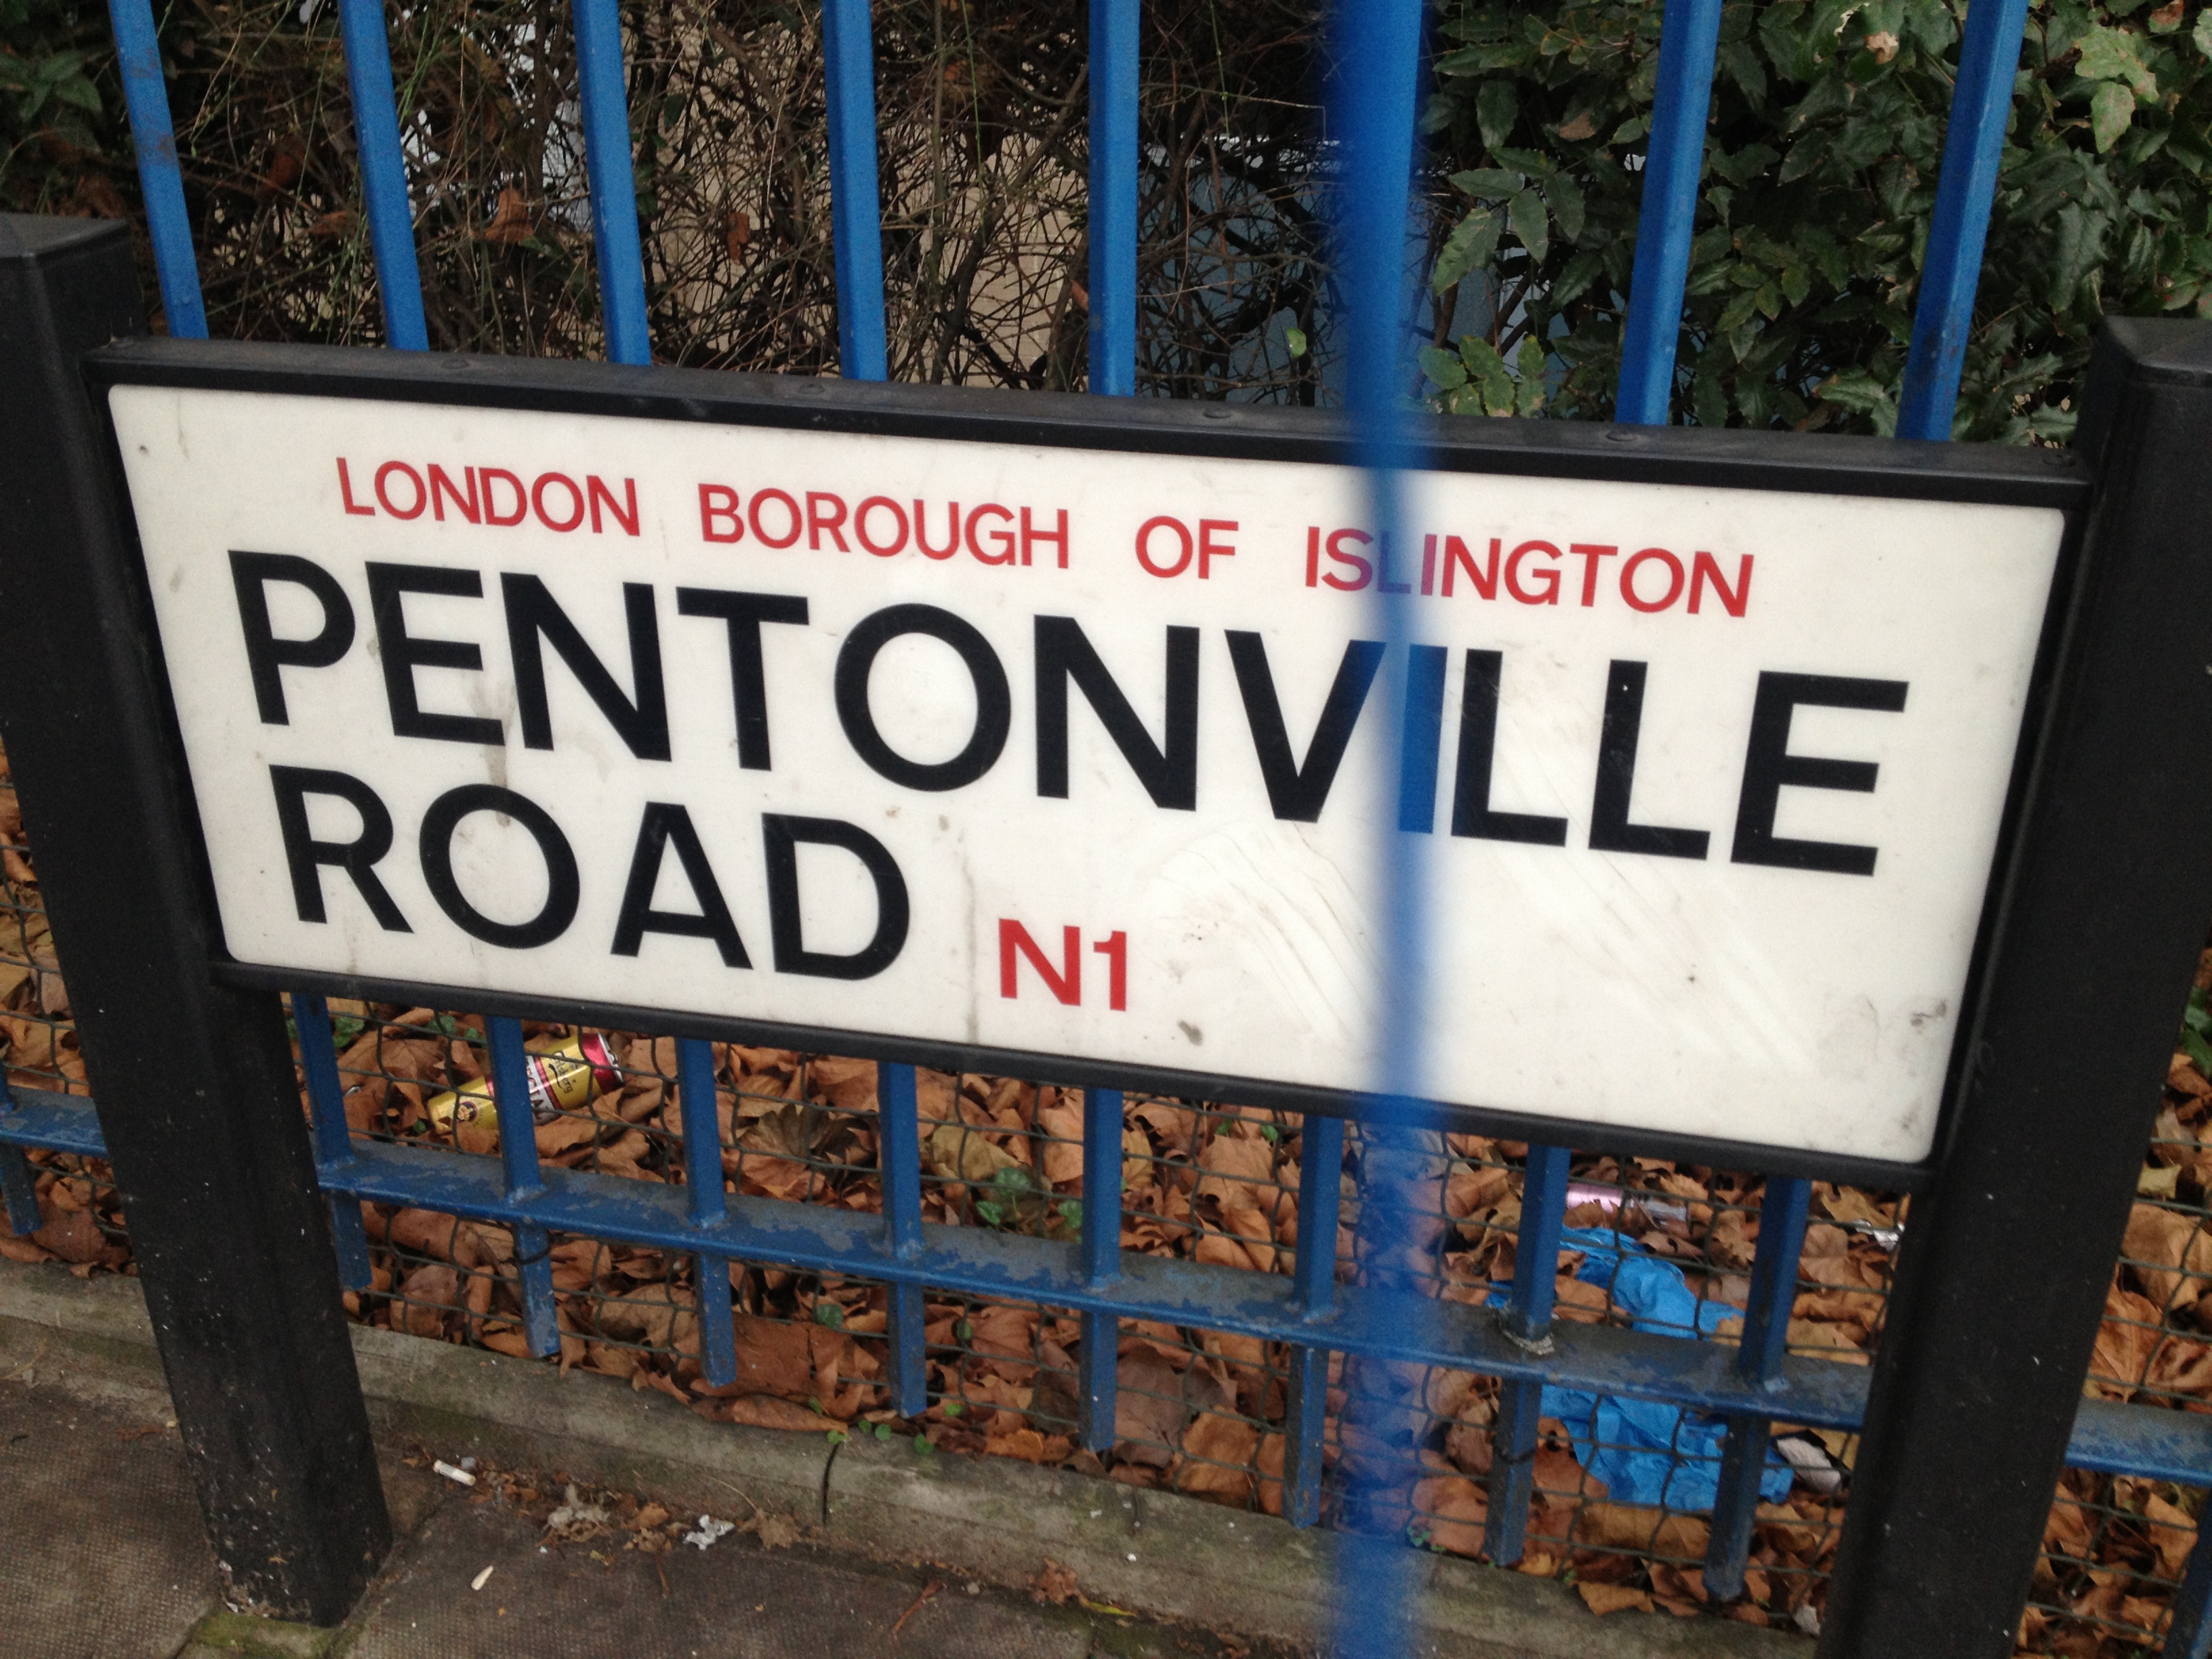 LONDON BOROUGH OF ISLINGTON
PENTONVILLE
ROAD N1